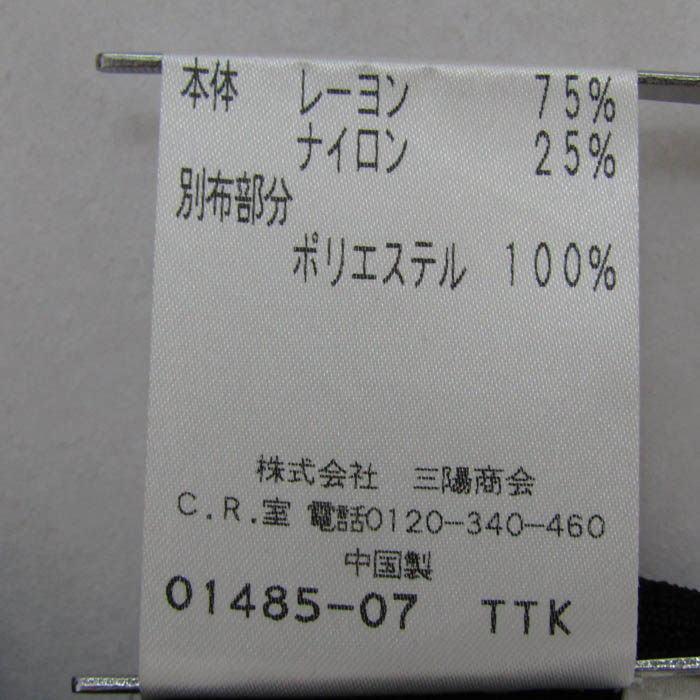 本体 レーヨン 75%
ナイロン 25%
別布部分
ポリエステル 100%
株式会社 三陽商会
C.R.室 電話0120-340-460
中国製
01485-07 TTK